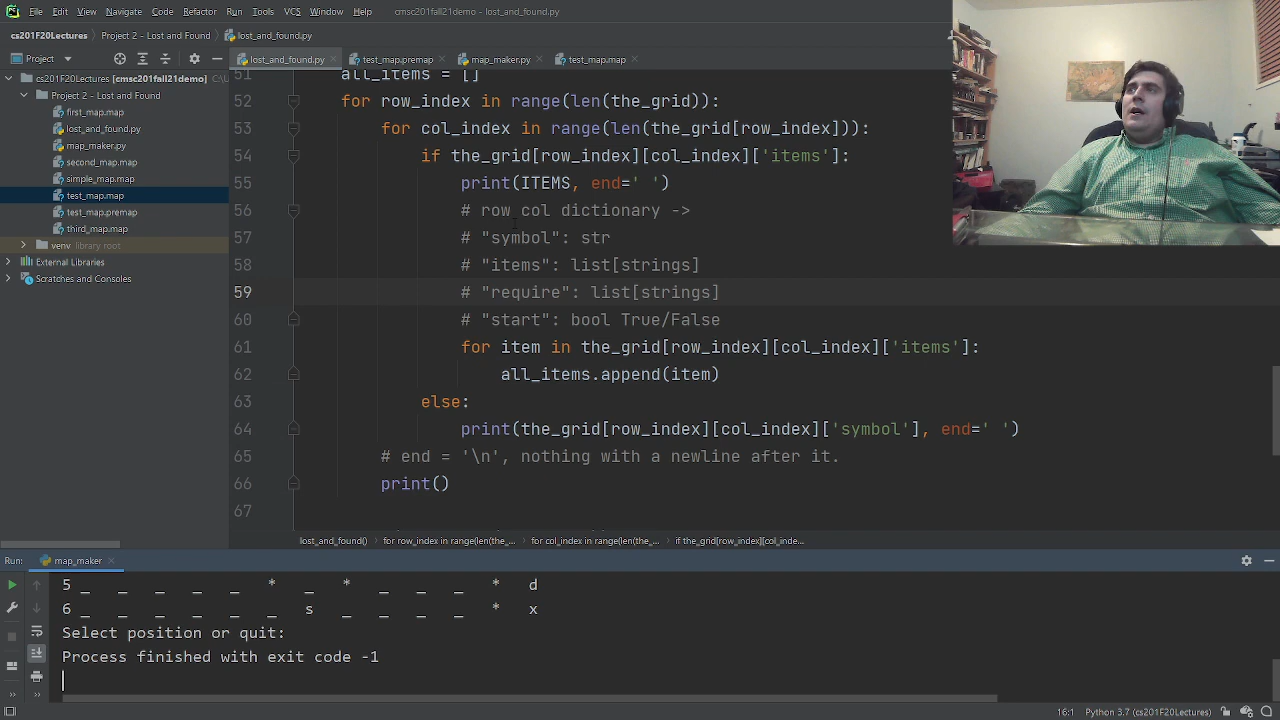 File Edit View Navigate Code Refactor Run Tools VCS Window Help cmsc201fall21demo - lost_and_found.py
cs201F20Lectures Project 2 - Lost and Found lost_and_found.py
Project
lost_and_found.py test_map.premap map_maker.py test_map.py
cs201F20Lectures [cmsc201fall21demo]
Project 2 - Lost and Found
first_map.map
lost_and_found.py
map_maker.py
second_map.map
simple_map.map
test_map.map
test_map.premap
third_map.map
venv library root
External Libraries
Scratches and Consoles
51 all_items = []
52 for row_index in range(len(the_grid)):
53 for col_index in range(len(the_grid[row_index])):
54 if the_grid[row_index][col_index]['items']:
55 print(ITEMS, end=' ')
56 # row col dictionary ->
57 # "symbol": str
58 # "items": list[strings]
59 # "require": list[strings]
60 # "start": bool True/False
61 for item in the_grid[row_index][col_index]['items']:
62 all_items.append(item)
63 else:
64 print(the_grid[row_index][col_index]['symbol'], end=' ')
65 # end = '\n', nothing with a newline after it.
66 print()
67
lost_and_found() for row_index in range(len(the_... for col_index in range(len(the_... if the_grid[row_index][col_inde...
Run: map_maker
5 _ _ _ _ _ * _ * _ _ _ * d
6 _ _ _ _ _ _ s _ _ _ _ * x
Select position or quit:
Process finished with exit code -1
16:1 Python 3.7 (cs201F20Lectures)